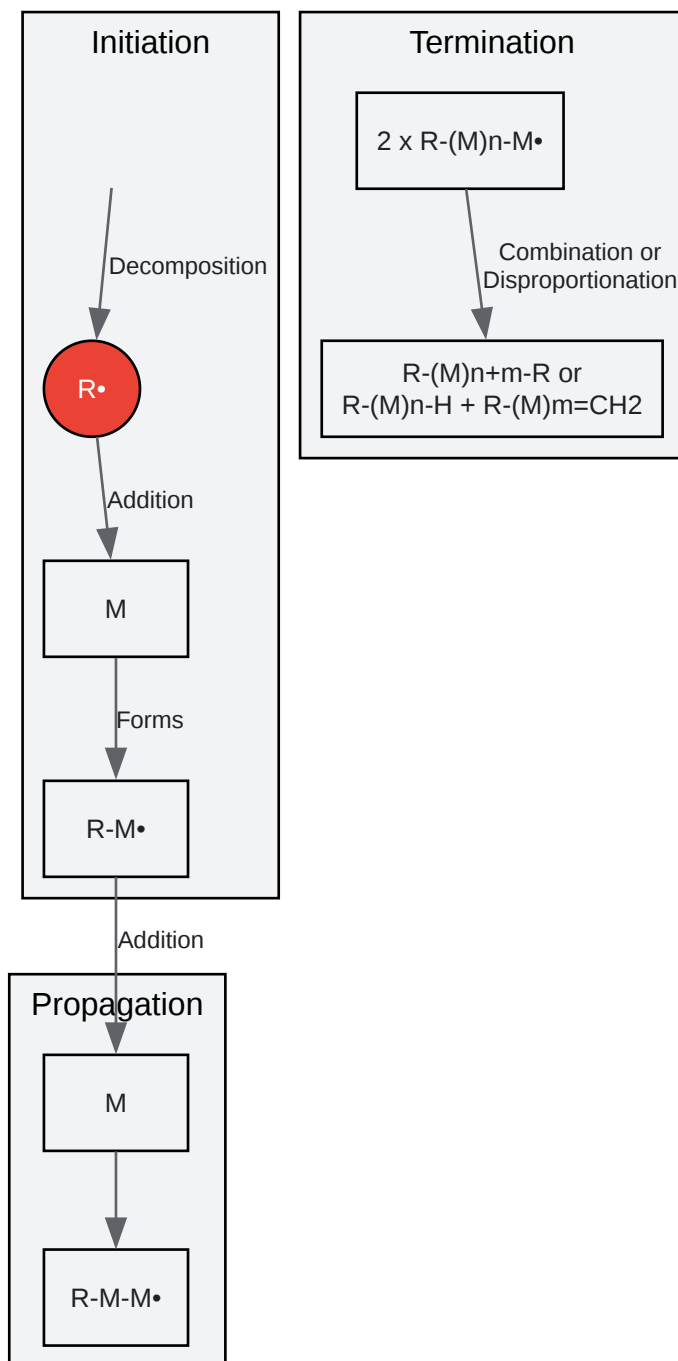 Initiation
Decomposition
R•
Addition
M
Forms
R-M•
Addition
Propagation
M
R-M-M•
Termination
2 x R-(M)n-M•
Combination or
Disproportionation
R-(M)n+m-R or
R-(M)n-H + R-(M)m=CH2